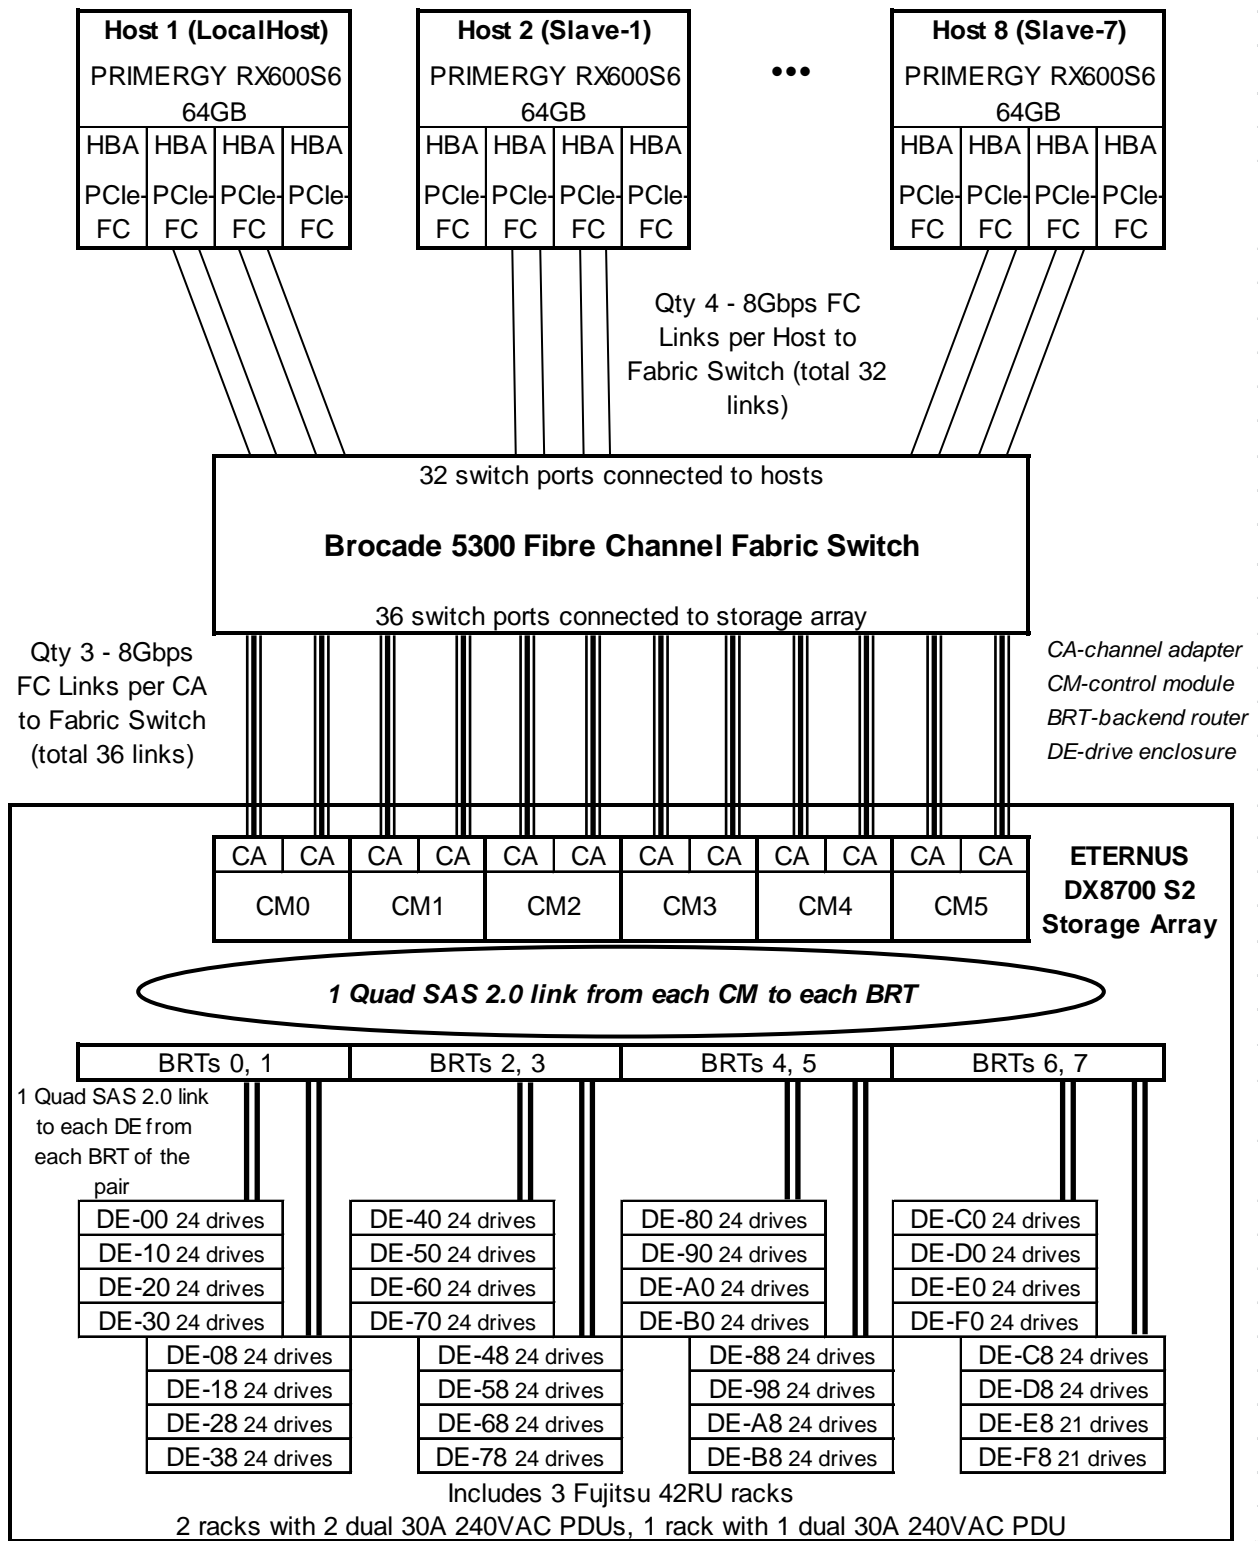 Host 1 (LocalHost)
PRIMERGY RX600S6
64GB
HBA HBA HBA HBA
PCIe- PCIe- PCIe- PCIe-
FC FC FC FC
Host 2 (Slave-1)
PRIMERGY RX600S6
64GB
HBA HBA HBA HBA
PCIe- PCIe- PCIe- PCIe-
FC FC FC FC
•••
Host 8 (Slave-7)
PRIMERGY RX600S6
64GB
HBA HBA HBA HBA
PCIe- PCIe- PCIe- PCIe-
FC FC FC FC
Qty 4 - 8Gbps FC
Links per Host to
Fabric Switch (total 32
links)
32 switch ports connected to hosts
Brocade 5300 Fibre Channel Fabric Switch
36 switch ports connected to storage array
Qty 3 - 8Gbps
FC Links per CA
to Fabric Switch
(total 36 links)
CA-channel adapter
CM-control module
BRT-backend router
DE-drive enclosure
CA CA CA CA CA CA CA CA CA CA CA CA
CM0 CM1 CM2 CM3 CM4 CM5
ETERNUS
DX8700 S2
Storage Array
1 Quad SAS 2.0 link from each CM to each BRT
BRTs 0, 1 BRTs 2, 3 BRTs 4, 5 BRTs 6, 7
1 Quad SAS 2.0 link
to each DE from
each BRT of the
pair
DE-00 24 drives DE-40 24 drives DE-80 24 drives DE-C0 24 drives
DE-10 24 drives DE-50 24 drives DE-90 24 drives DE-D0 24 drives
DE-20 24 drives DE-60 24 drives DE-A0 24 drives DE-E0 24 drives
DE-30 24 drives DE-70 24 drives DE-B0 24 drives DE-F0 24 drives
DE-08 24 drives DE-48 24 drives DE-88 24 drives DE-C8 24 drives
DE-18 24 drives DE-58 24 drives DE-98 24 drives DE-D8 24 drives
DE-28 24 drives DE-68 24 drives DE-A8 24 drives DE-E8 21 drives
DE-38 24 drives DE-78 24 drives DE-B8 24 drives DE-F8 21 drives
Includes 3 Fujitsu 42RU racks
2 racks with 2 dual 30A 240VAC PDUs, 1 rack with 1 dual 30A 240VAC PDU